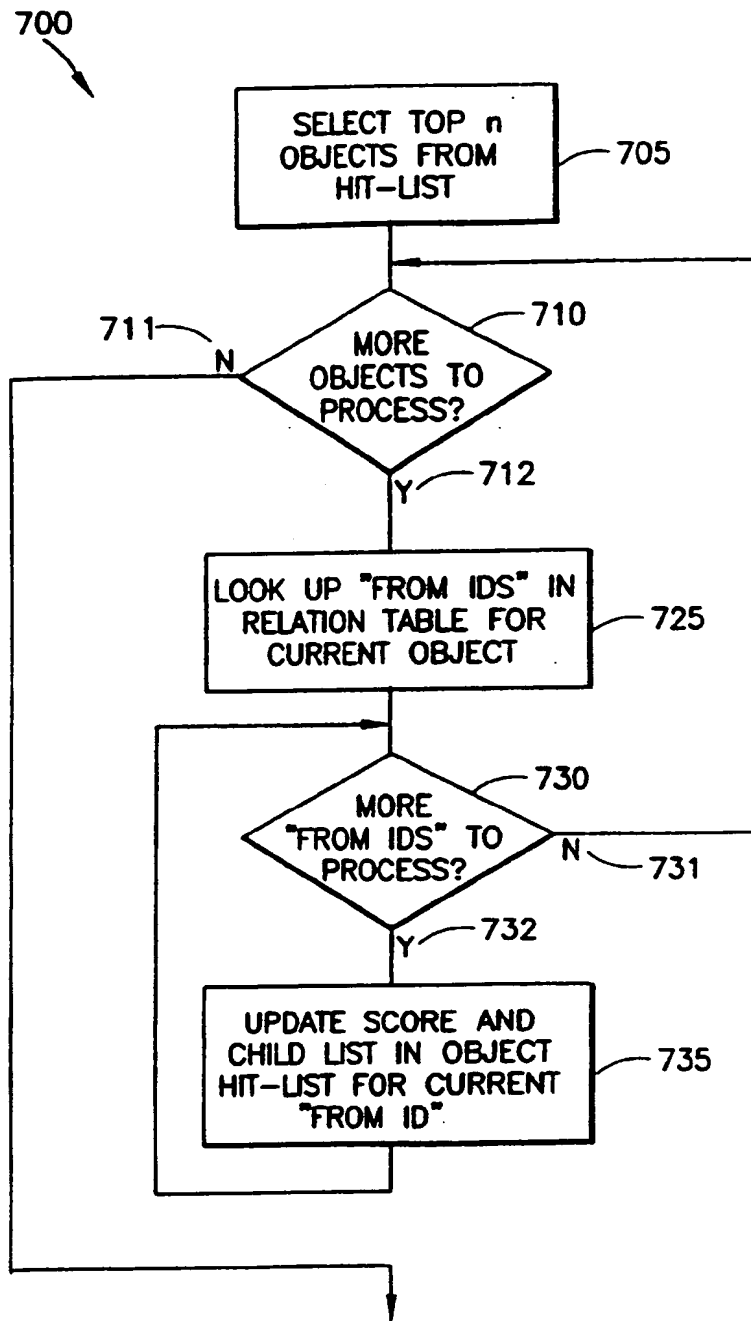 700
SELECT TOP n
OBJECTS FROM
HIT-LIST
705
711
N
710
MORE
OBJECTS TO
PROCESS?
Y
712
LOOK UP "FROM IDS" IN
RELATION TABLE FOR
CURRENT OBJECT
725
730
MORE
"FROM IDS" TO
PROCESS?
N
731
Y
732
UPDATE SCORE AND
CHILD LIST IN OBJECT
HIT-LIST FOR CURRENT
"FROM ID"
735